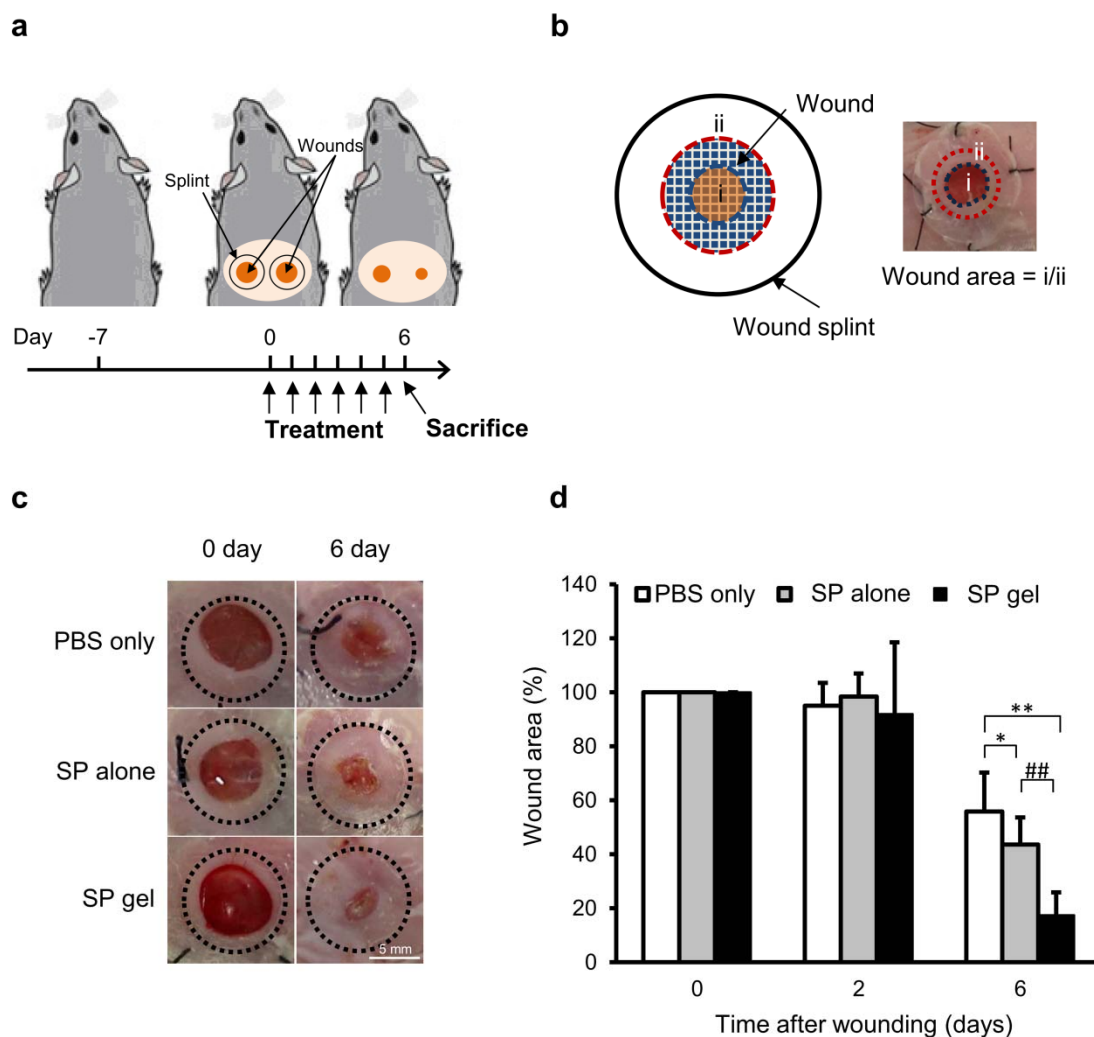 a
Splint
Wounds
Day
-7
0
6
Treatment
Sacrifice
b
ii
Wound
i
Wound splint
ii
i
Wound area = i/ii
c
0 day
6 day
PBS only
SP alone
SP gel
5 mm
d
Wound area (%)
140
120
100
80
60
40
20
0
PBS only SP alone SP gel
**
*
##
0 2 6
Time after wounding (days)